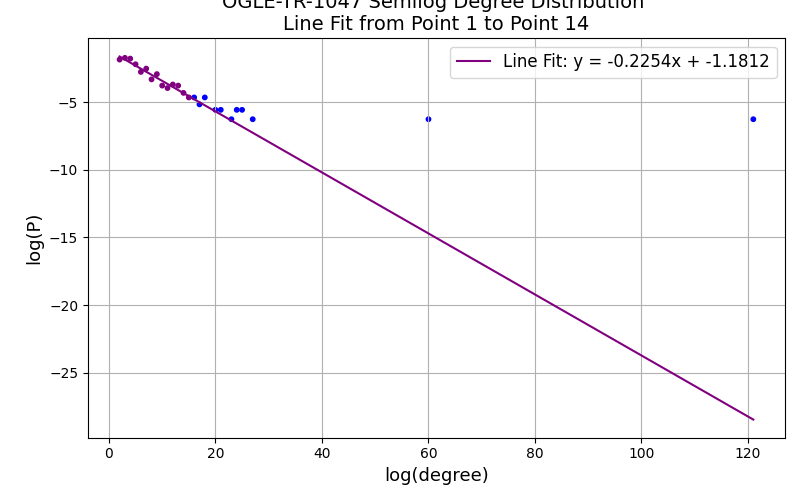 OGLE-TR-1047 Semilog Degree Distribution
Line Fit from Point 1 to Point 14
Line Fit: y = -0.2254x + -1.1812
−5
−10
−15
−20
−25
log(P)
0 20 40 60 80 100 120
log(degree)